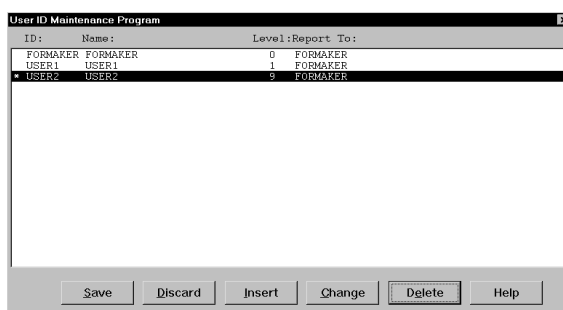 User ID Maintenance Program
ID: Name: Level:Report To:
FORMAKER FORMAKER 0 FORMAKER
USER1 USER1 1 FORMAKER
* USER2 USER2 9 FORMAKER
Save Discard Insert Change Delete Help